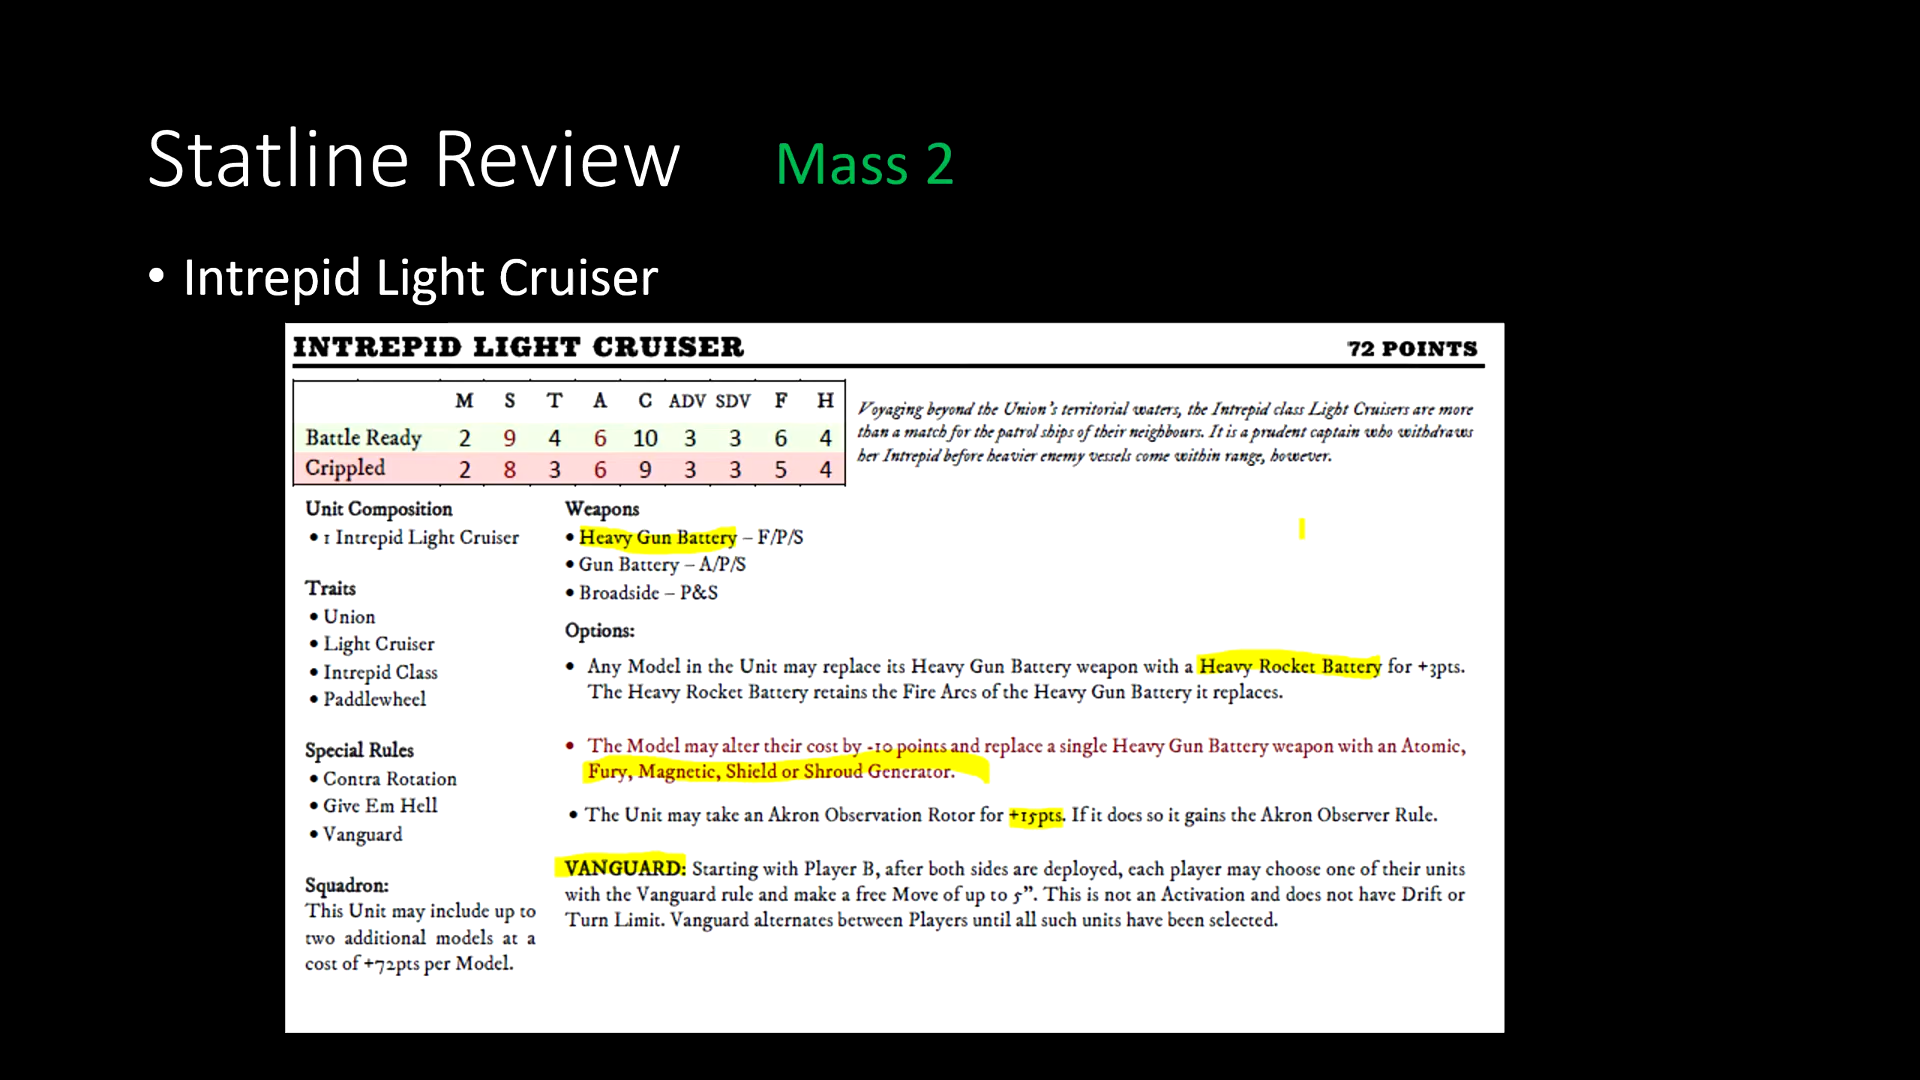 Statline Review Mass 2
• Intrepid Light Cruiser
INTREPID LIGHT CRUISER 72 POINTS
M S T A C ADV SDV F H
Battle Ready 2 9 4 6 10 3 3 6 4
Crippled 2 8 3 6 9 3 3 5 4
Voyaging beyond the Union's territorial waters, the Intrepid class Light Cruisers are more
than a match for the patrol ships of their neighbours. It is a prudent captain who withdraws
her Intrepid before heavier enemy vessels come within range, however.
Unit Composition
• 1 Intrepid Light Cruiser
Traits
• Union
• Light Cruiser
• Intrepid Class
• Paddlewheel
Special Rules
• Contra Rotation
• Give Em Hell
• Vanguard
Squadron:
This Unit may include up to
two additional models at a
cost of +72pts per Model.
Weapons
• Heavy Gun Battery – F/P/S
• Gun Battery – A/P/S
• Broadside – P&S
Options:
• Any Model in the Unit may replace its Heavy Gun Battery weapon with a Heavy Rocket Battery for +3pts.
The Heavy Rocket Battery retains the Fire Arcs of the Heavy Gun Battery it replaces.
• The Model may alter their cost by -10 points and replace a single Heavy Gun Battery weapon with an Atomic,
Fury, Magnetic, Shield or Shroud Generator.
• The Unit may take an Akron Observation Rotor for +15pts. If it does so it gains the Akron Observer Rule.
VANGUARD: Starting with Player B, after both sides are deployed, each player may choose one of their units
with the Vanguard rule and make a free Move of up to 5”. This is not an Activation and does not have Drift or
Turn Limit. Vanguard alternates between Players until all such units have been selected.